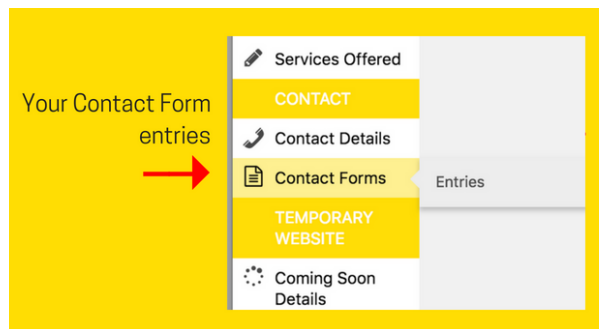 Your Contact Form
entries
Services Offered
CONTACT
Contact Details
Contact Forms
Entries
TEMPORARY
WEBSITE
Coming Soon
Details